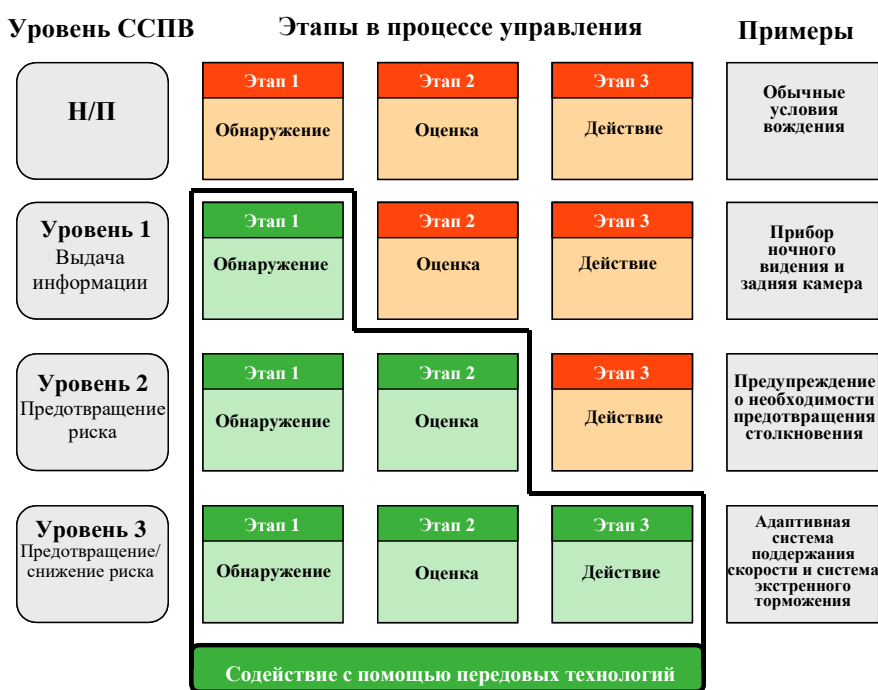 Уровень ССПВ
Этапы в процессе управления
Примеры
Н/П
Этап 1
Обнаружение
Этап 2
Оценка
Этап 3
Действие
Обычные
условия
вождения
Уровень 1
Выдача
информации
Этап 1
Обнаружение
Этап 2
Оценка
Этап 3
Действие
Прибор
ночного
видения и
задняя камера
Уровень 2
Предотвращение
риска
Этап 1
Обнаружение
Этап 2
Оценка
Этап 3
Действие
Предупреждение
о необходимости
предотвращения
столкновения
Уровень 3
Предотвращение/
снижение риска
Этап 1
Обнаружение
Этап 2
Оценка
Этап 3
Действие
Адаптивная
система
поддержания
скорости и система
экстренного
торможения
Содействие с помощью передовых технологий